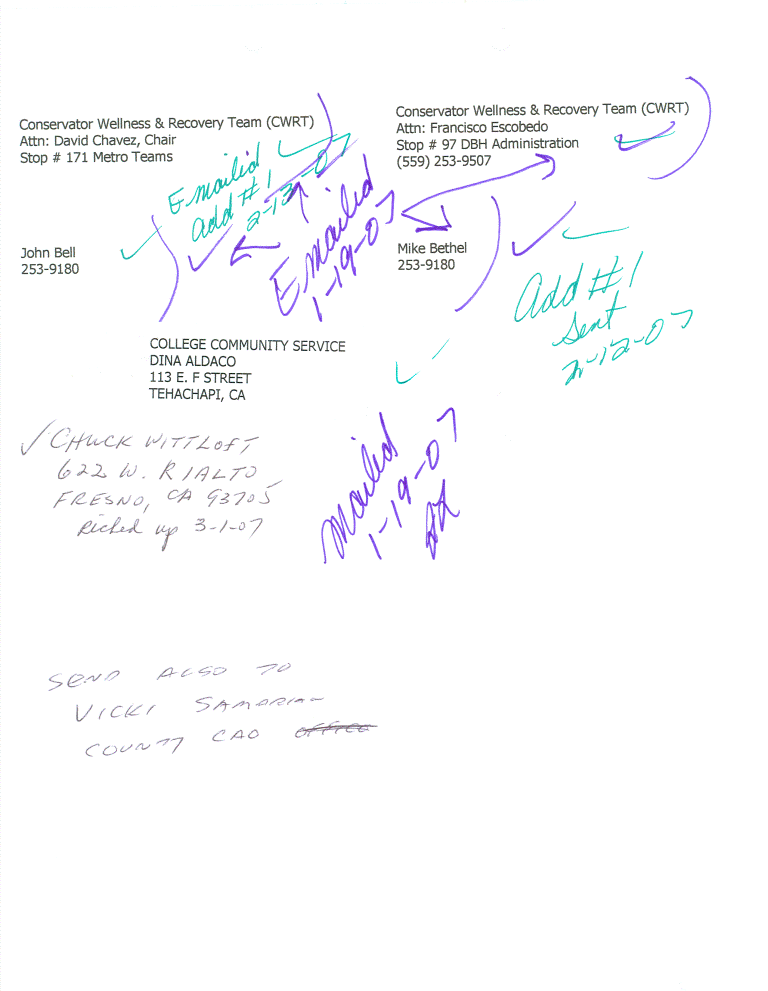 Conservator Wellness & Recovery Team (CWRT)
Attn: David Chavez, Chair
Stop # 171 Metro Teams
Conservator Wellness & Recovery Team (CWRT)
Attn: Francisco Escobedo
Stop # 97 DBH Administration
(559) 253-9507
Emailed
Add #1
2-13-07
Emailed
1-19-07
John Bell
253-9180
Mike Bethel
253-9180
Add #1
Sent
2-12-07
COLLEGE COMMUNITY SERVICE
DINA ALDACO
113 E. F STREET
TEHACHAPI, CA
CHUCK WITTLOFT
622 W. RIALTO
FRESNO, CA 93705
Picked up 3-1-07
Mailed
1-19-07
SEND ALSO TO
VICKI
COUNTY CAO OFFICE